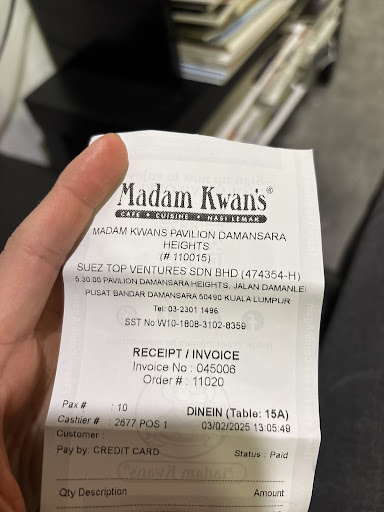 Madam Kwan's®
CAFE • CUISINE • NASI LEMAK
MADAM KWANS PAVILION DAMANSARA
HEIGHTS
(# 110015)
SUEZ TOP VENTURES SDN BHD (474354-H)
5.30.00 PAVILION DAMANSARA HEIGHTS, JALAN DAMANLEI
PUSAT BANDAR DAMANSARA 50490 KUALA LUMPUR
Tel: 03-2301 1496
SST No:W10-1808-3102-8359
RECEIPT / INVOICE
Invoice No : 045006
Order # : 11020
Pax # : 10
DINEIN (Table: 15A)
Cashier # : 2677 POS 1
03/02/2025 13:05:49
Customer :
Pay by: CREDIT CARD
Status : Paid
Qty Description Amount